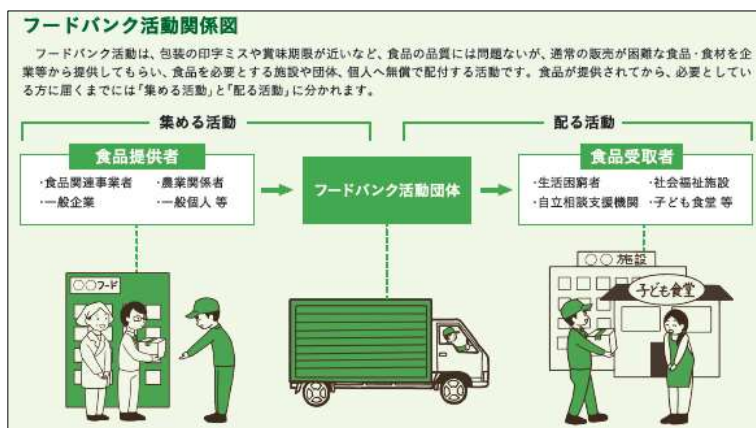 フードバンク活動関係図
フードバンク活動は、包装の印字ミスや賞味期限が近いなど、食品の品質には問題ないが、通常の販売が困難な食品・食材を企
業等から提供してもらい、食品を必要とする施設や団体、個人へ無償で配付する活動です。食品が提供されてから、必要としてい
る方に届くまでには「集める活動」と「配る活動」に分かれます。
集める活動
配る活動
食品提供者
・食品関連事業者 ・農業関係者
・一般企業 ・一般個人 等
フードバンク活動団体
食品受取者
・生活困窮者 ・社会福祉施設
・自立相談支援機関 ・子ども食堂 等
〇〇フード
〇〇施設
子ども食堂